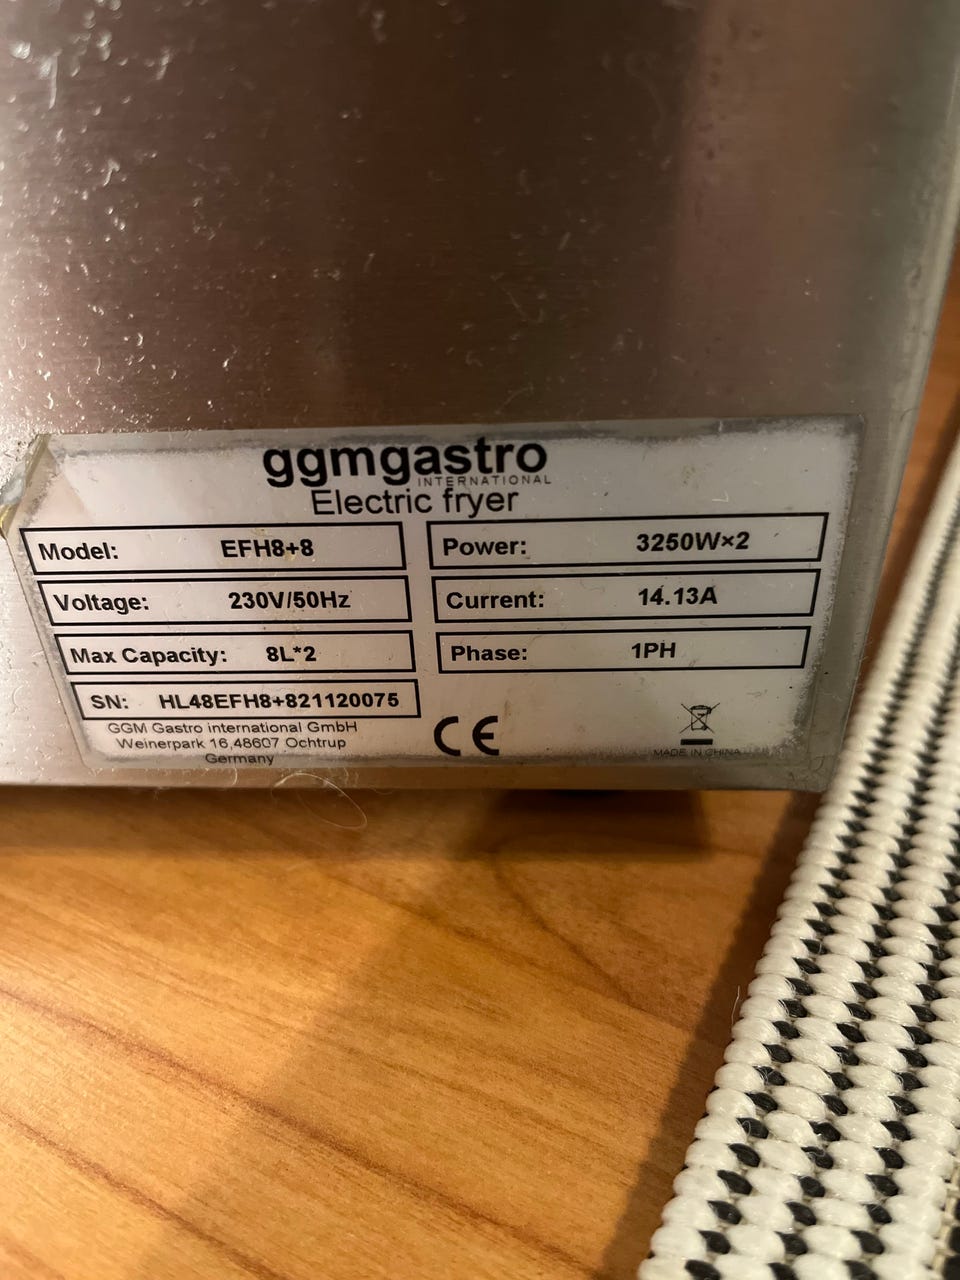 ggmgastro
INTERNATIONAL
Electric fryer
Model: EFH8+8
Power: 3250W×2
Voltage: 230V/50Hz
Current: 14.13A
Max Capacity: 8L*2
Phase: 1PH
SN: HL48EFH8+821120075
GGM Gastro international GmbH
Weinerpark 16,48607 Ochtrup
Germany
CE
MADE IN CHINA